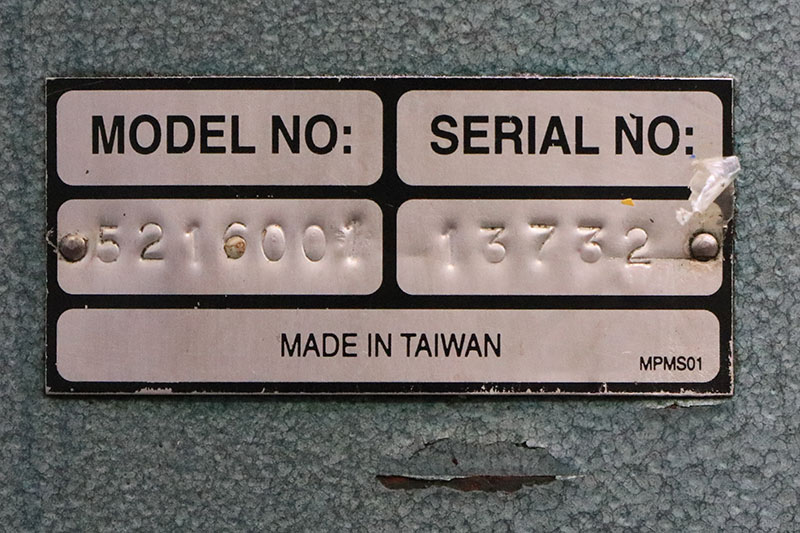 MODEL NO: SERIAL NO:
5216001 13732
MADE IN TAIWAN
MPMS01